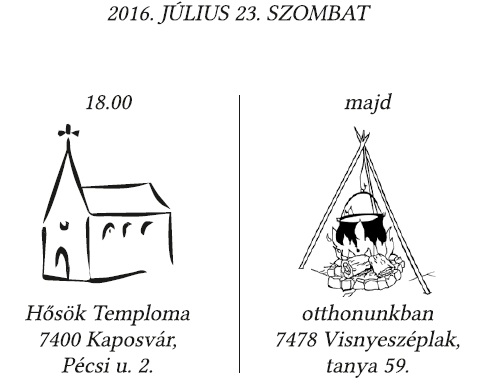 2016. JÚLIUS 23. SZOMBAT
18.00
Hősök Temploma
7400 Kaposvár,
Pécsi u. 2.
majd
otthonunkban
7478 Visnyeszéplak,
tanya 59.